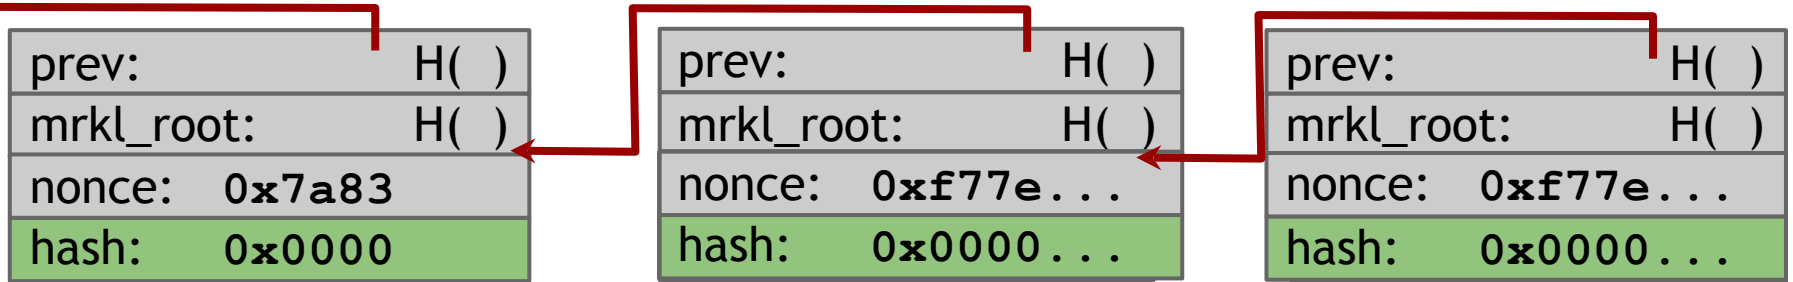 prev: H( )
mrkl_root: H( )
nonce: 0x7a83
hash: 0x0000
prev: H( )
mrkl_root: H( )
nonce: 0xf77e...
hash: 0x0000...
prev: H( )
mrkl_root: H( )
nonce: 0xf77e...
hash: 0x0000...